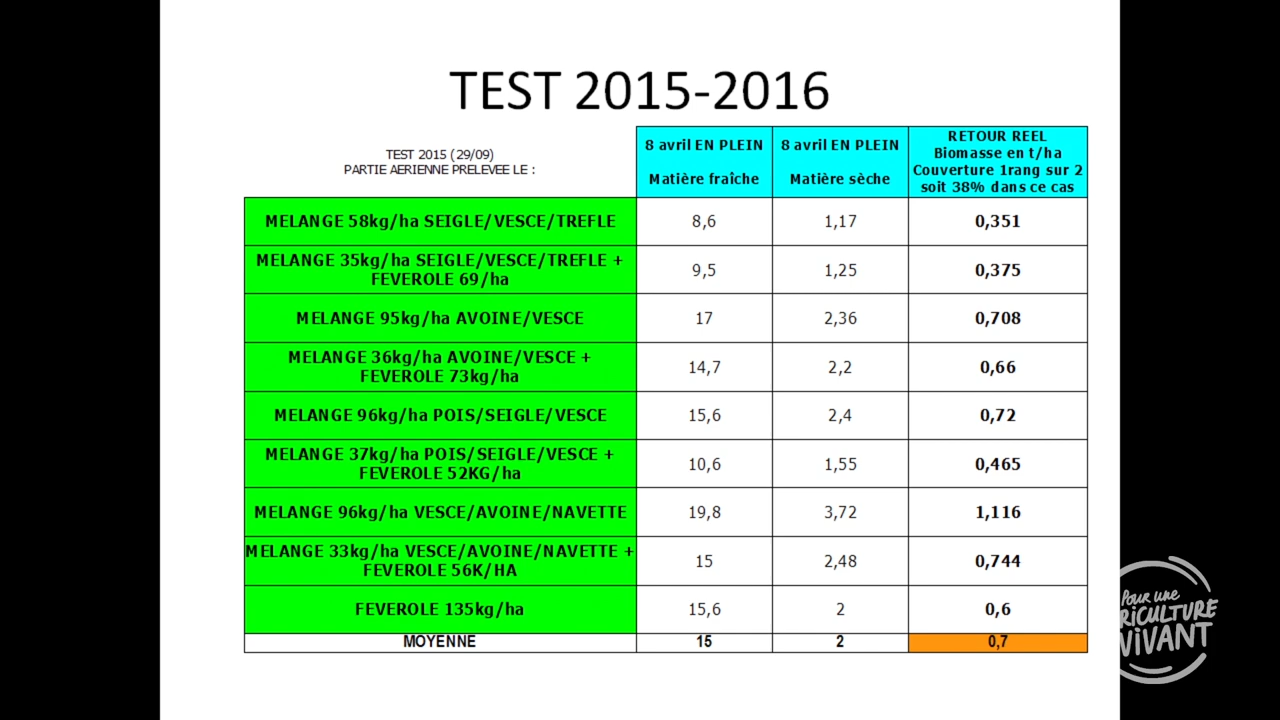 TEST 2015-2016
TEST 2015 (29/09)
PARTIE AERIENNE PRELEVEE LE :
8 avril EN PLEIN
Matière fraîche
8 avril EN PLEIN
Matière sèche
RETOUR REEL
Biomasse en t/ha
Couverture 1rang sur 2
soit 38% dans ce cas
MELANGE 58kg/ha SEIGLE/VESCE/TREFLE
8,6
1,17
0,351
MELANGE 35kg/ha SEIGLE/VESCE/TREFLE +
FEVEROLE 69/ha
9,5
1,25
0,375
MELANGE 95kg/ha AVOINE/VESCE
17
2,36
0,708
MELANGE 36kg/ha AVOINE/VESCE +
FEVEROLE 73kg/ha
14,7
2,2
0,66
MELANGE 96kg/ha POIS/SEIGLE/VESCE
15,6
2,4
0,72
MELANGE 37kg/ha POIS/SEIGLE/VESCE +
FEVEROLE 52KG/ha
10,6
1,55
0,465
MELANGE 96kg/ha VESCE/AVOINE/NAVETTE
19,8
3,72
1,116
MELANGE 33kg/ha VESCE/AVOINE/NAVETTE +
FEVEROLE 56K/HA
15
2,48
0,744
FEVEROLE 135kg/ha
15,6
2
0,6
MOYENNE
15
2
0,7
Pour une
RICULTURE
VIVANT